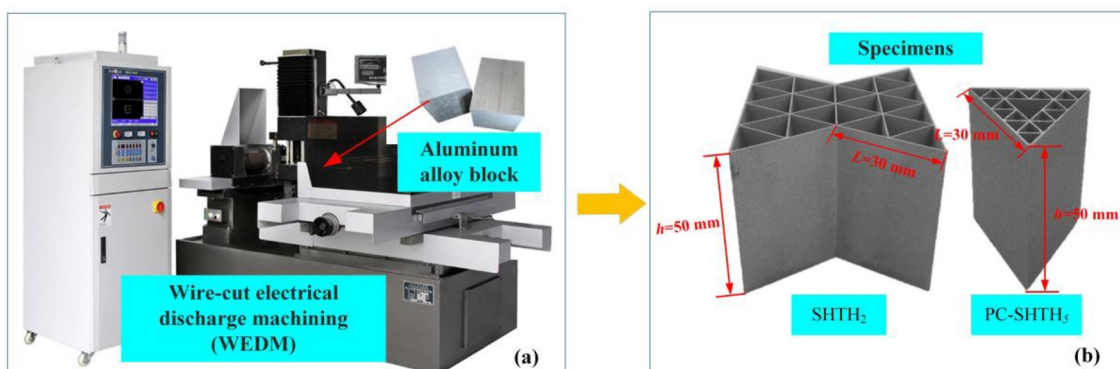 Aluminum
alloy block
Wire-cut electrical
discharge machining
(WEDM)
(a)
Specimens
L=30 mm
L=30 mm
h=50 mm
h=50 mm
SHTH₂
PC-SHTH₅
(b)